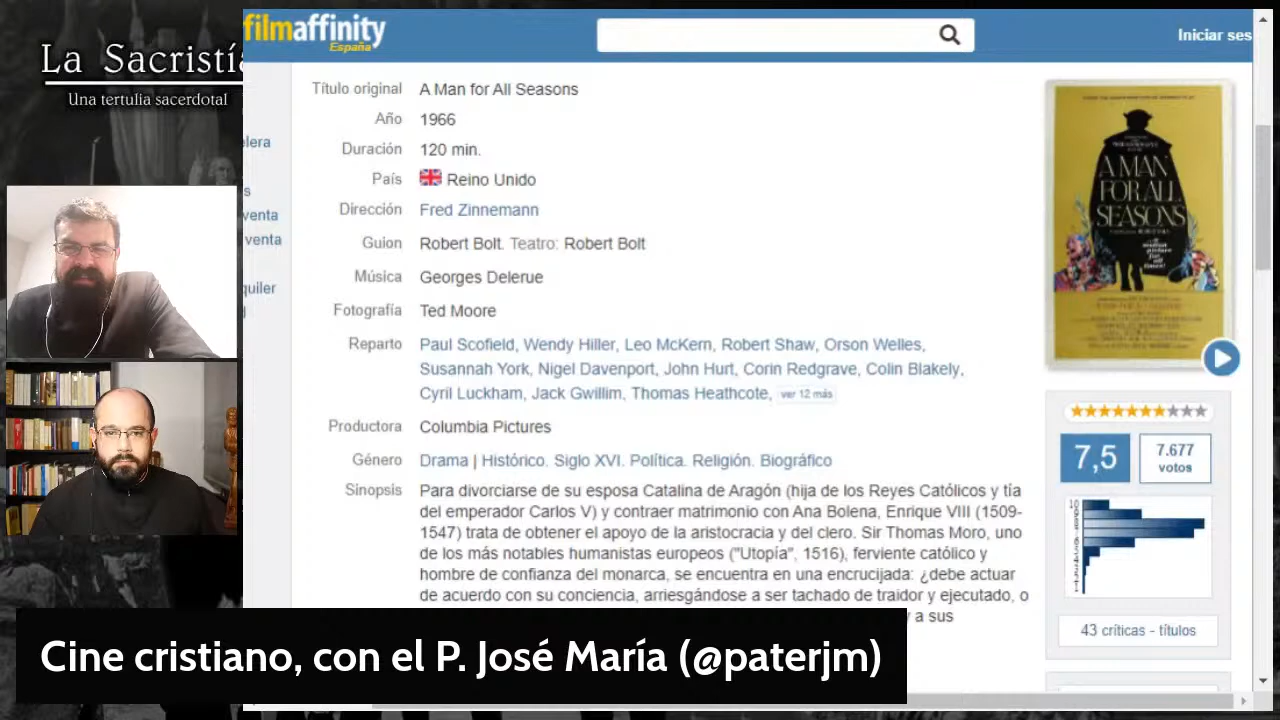 La Sacristía
Una tertulia sacerdotal
filmaffinity
España
Iniciar ses
elera
s
venta
venta
quiler
Título original A Man for All Seasons
Año 1966
Duración 120 min.
País Reino Unido
Dirección Fred Zinnemann
Guion Robert Bolt. Teatro: Robert Bolt
Música Georges Delerue
Fotografía Ted Moore
Reparto Paul Scofield, Wendy Hiller, Leo McKern, Robert Shaw, Orson Welles,
Susannah York, Nigel Davenport, John Hurt, Corin Redgrave, Colin Blakely,
Cyril Luckham, Jack Gwillim, Thomas Heathcote, ver 12 más
Productora Columbia Pictures
Género Drama | Histórico. Siglo XVI. Política. Religión. Biográfico
Sinopsis Para divorciarse de su esposa Catalina de Aragón (hija de los Reyes Católicos y tía
del emperador Carlos V) y contraer matrimonio con Ana Bolena, Enrique VIII (1509-
1547) trata de obtener el apoyo de la aristocracia y del clero. Sir Thomas Moro, uno
de los más notables humanistas europeos ("Utopía", 1516), ferviente católico y
hombre de confianza del monarca, se encuentra en una encrucijada: ¿debe actuar
de acuerdo con su conciencia, arriesgándose a ser tachado de traidor y ejecutado, o
y a sus
A MAN
FOR ALL
SEASONS
7,5
7.677
votos
10
43 críticas - títulos
Cine cristiano, con el P. José María (@paterjm)